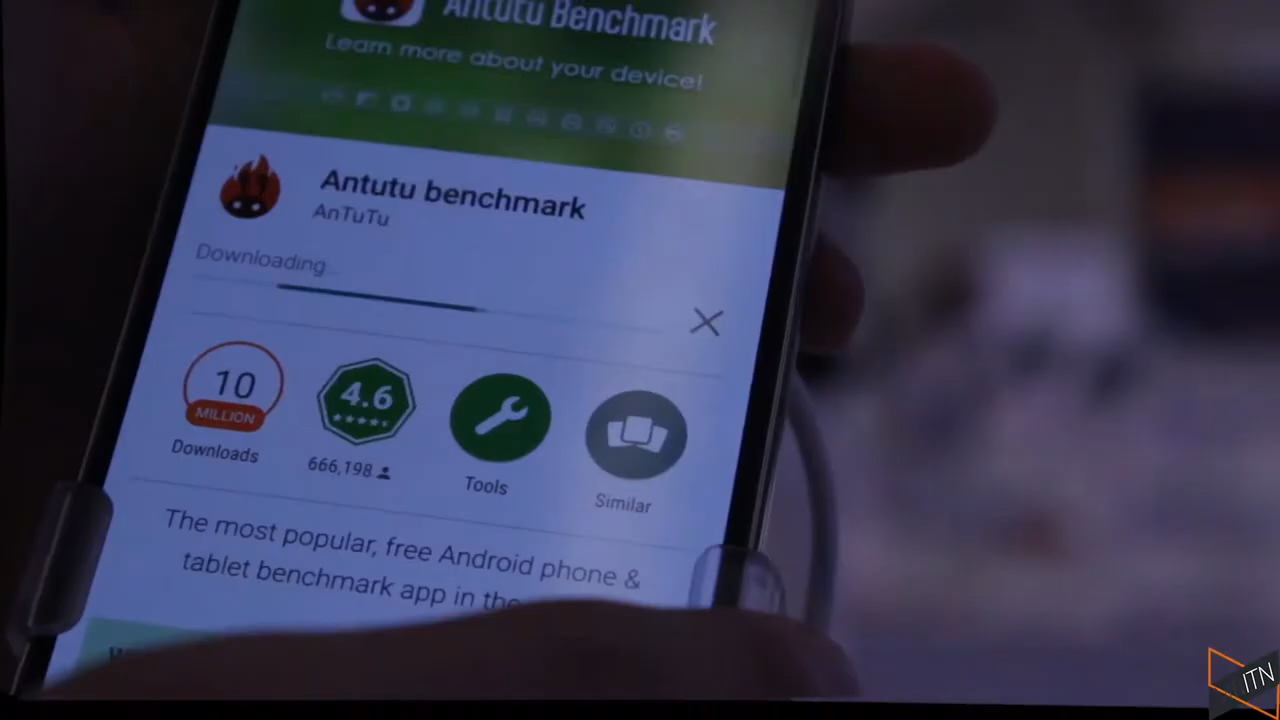 Antutu Benchmark
Learn more about your device!
Antutu benchmark
AnTuTu
Downloading...
10
MILLION
Downloads
4.6
666,198
Tools
Similar
The most popular, free Android phone &
tablet benchmark app in the
ITN